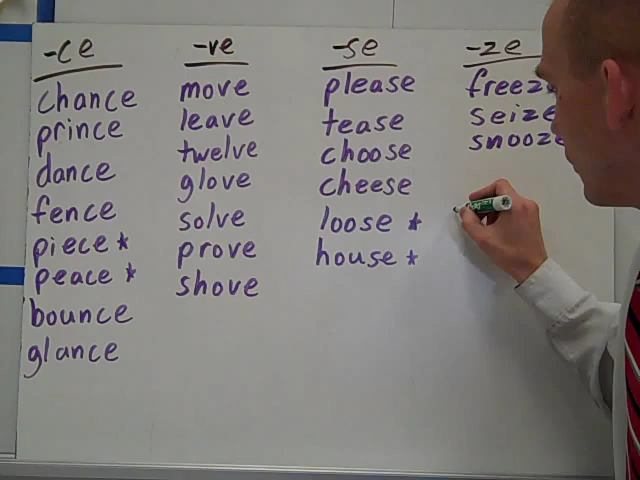 -ce
chance
prince
dance
fence
piece *
peace *
bounce
glance
-ve
move
leave
twelve
glove
solve
prove
shove
-se
please
tease
choose
cheese
loose *
house *
-ze
freeze
seize
snooze